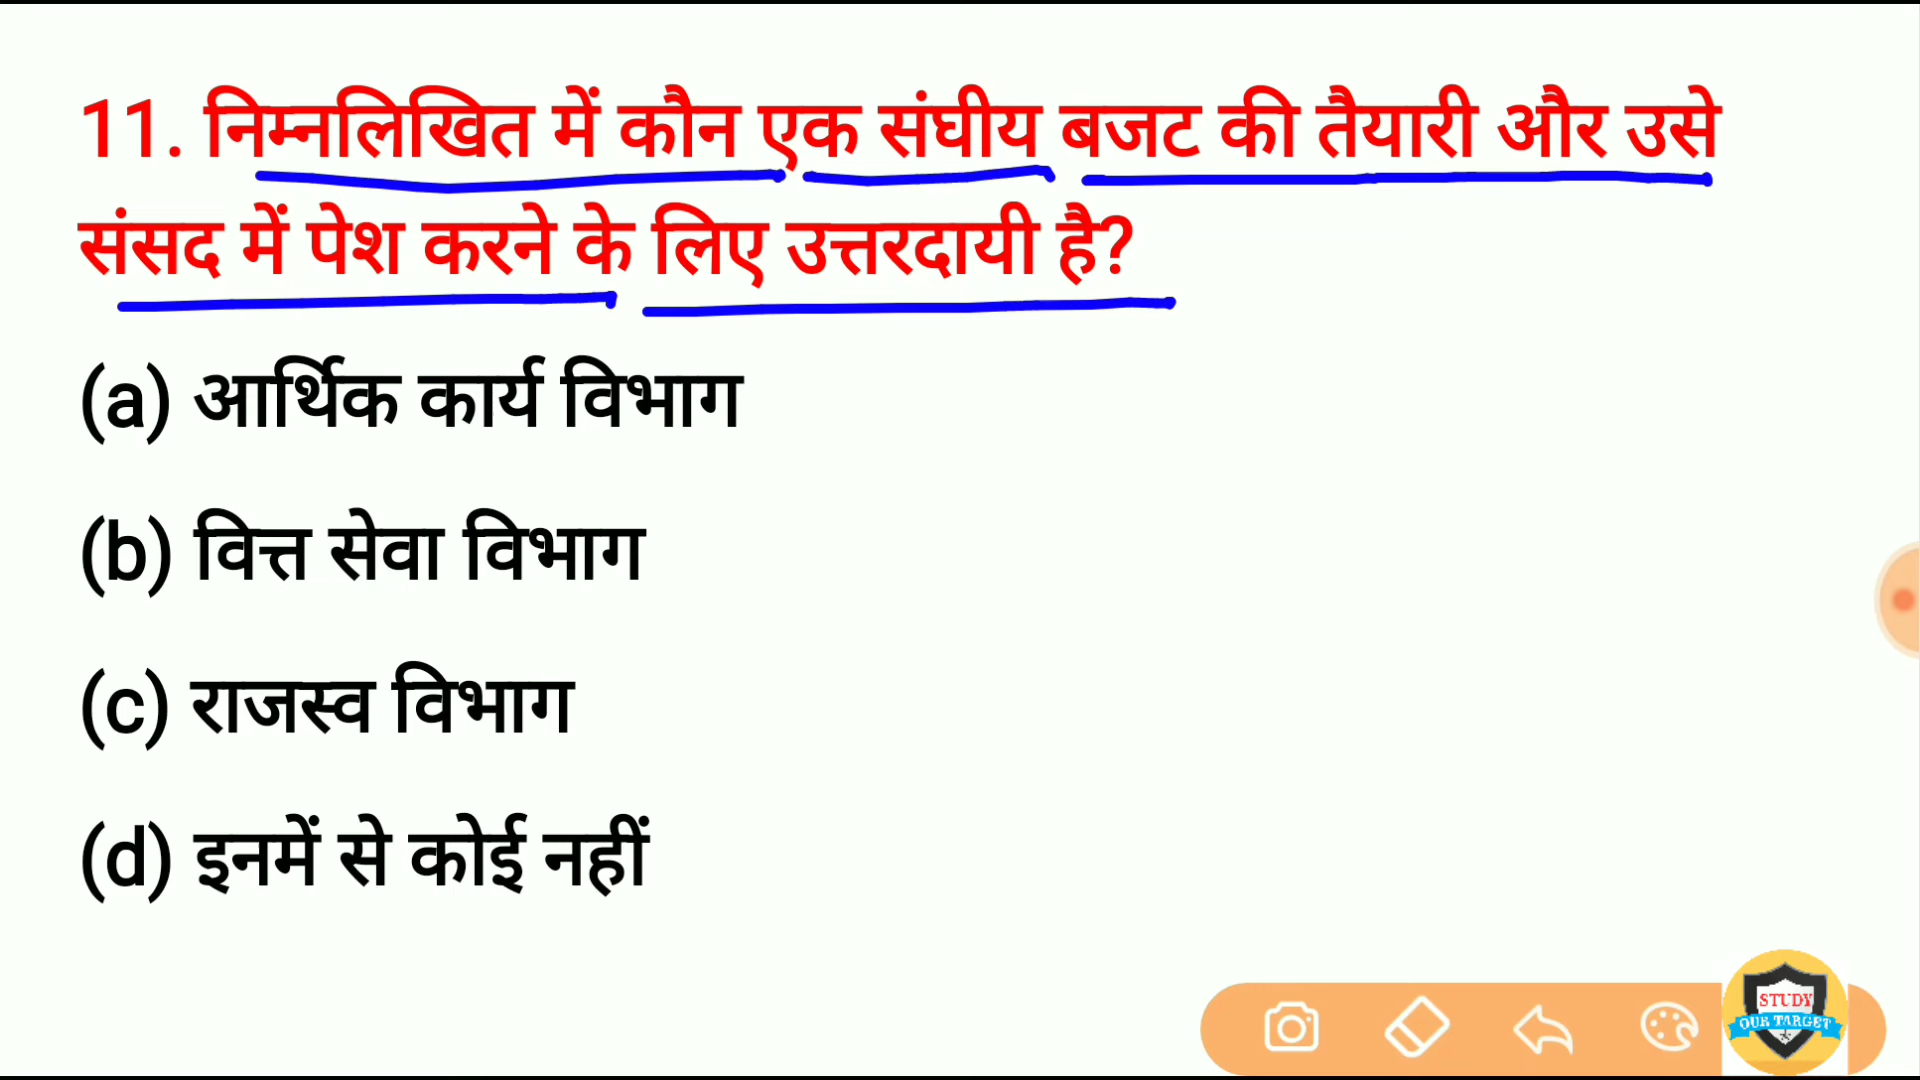 11. निम्नलिखित में कौन एक संघीय बजट की तैयारी और उसे
संसद में पेश करने के लिए उत्तरदायी है?
(a) आर्थिक कार्य विभाग
(b) वित्त सेवा विभाग
(c) राजस्व विभाग
(d) इनमें से कोई नहीं
STUDY
OUR TARGET